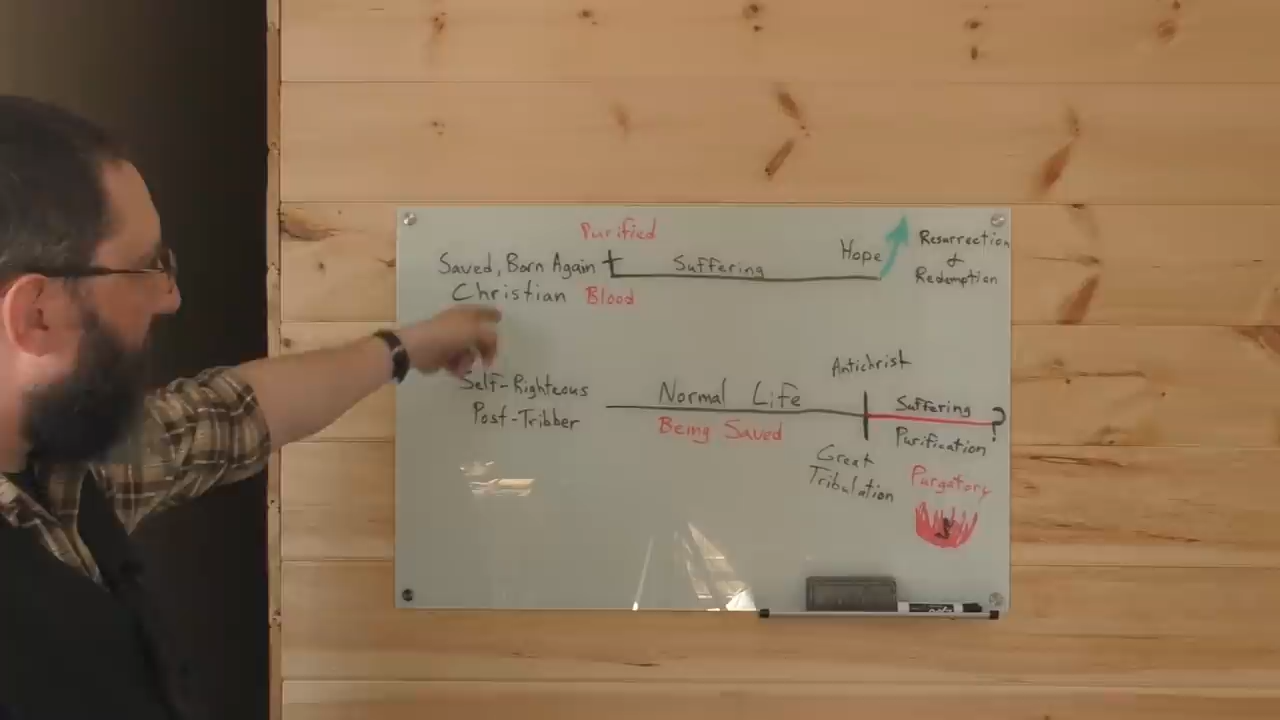 Purified
Saved, Born Again
Christian
Blood
Suffering
Hope
Resurrection
&
Redemption
Self-Righteous
Post-Tribber
Normal Life
Being Saved
Antichrist
Great
Tribulation
Suffering
?
Purification
Purgatory